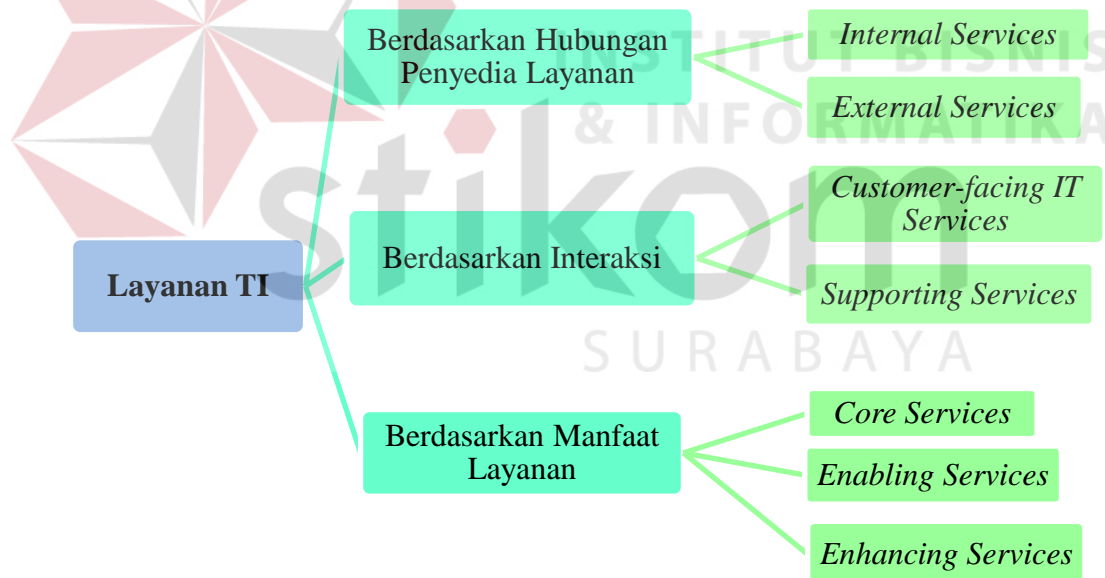 Layanan TI
Berdasarkan Hubungan
Penyedia Layanan
Internal Services
External Services
Berdasarkan Interaksi
Customer-facing IT
Services
Supporting Services
Berdasarkan Manfaat
Layanan
Core Services
Enabling Services
Enhancing Services
INSTITUT BISNIS
& INFORMATIKA
stikom
SURABAYA